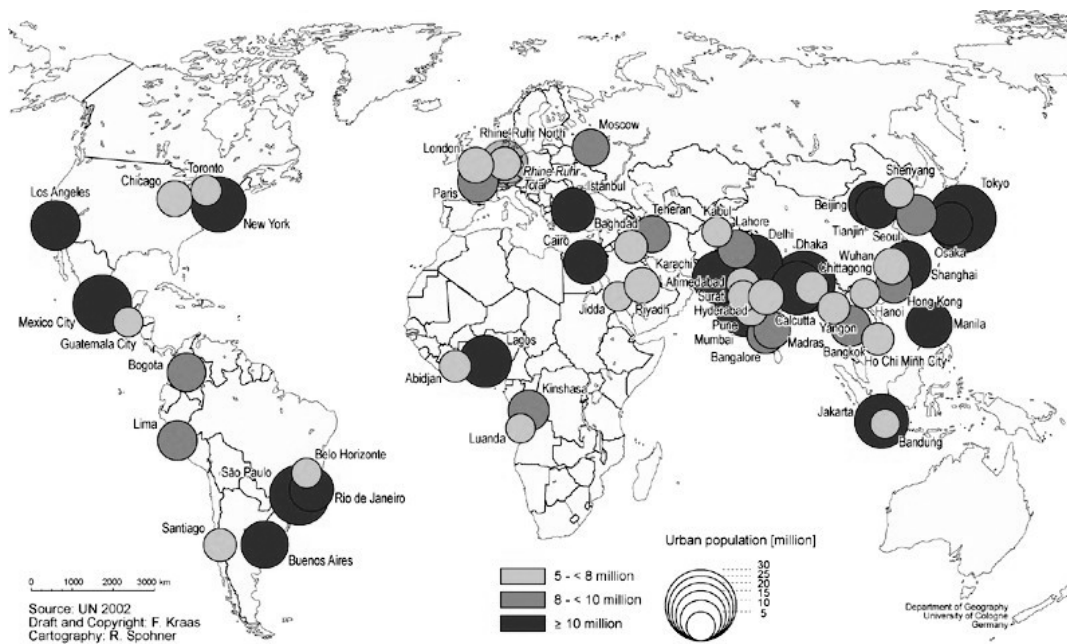 Moscow
Rhine-Ruhr North
London
Rhine Ruhr
Total
Paris
Istanbul
Toronto
Chicago
Los Angeles
New York
Shenyang
Tokyo
Beijing
Teheran
Kabul
Lahore
Baghdad
Delhi
Tianjin
Seoul
Cairo
Dhaka
Osaka
Wuhan
Karachi
Chittagong
Shanghai
Ahmedabad
Surat
Jidda
Riyadh
Hyderabad
Hong-Kong
Hanoi
Mexico City
Calcutta
Yangon
Pune
Manila
Guatemala City
Mumbai
Madras
Bangkok
Bangalore
Ho Chi Minh City
Lagos
Bogota
Abidjan
Kinshasa
Jakarta
Lima
Luanda
Bandung
Belo Horizonte
São Paulo
Rio de Janeiro
Santiago
Buenos Aires
Urban population [million]
30
25
20
15
10
5
5 - < 8 million
8 - < 10 million
≥ 10 million
0 1000 2000 3000 km
Source: UN 2002
Draft and Copyright: F. Kraas
Cartography: R. Spohner
Department of Geography
University of Cologne
Germany